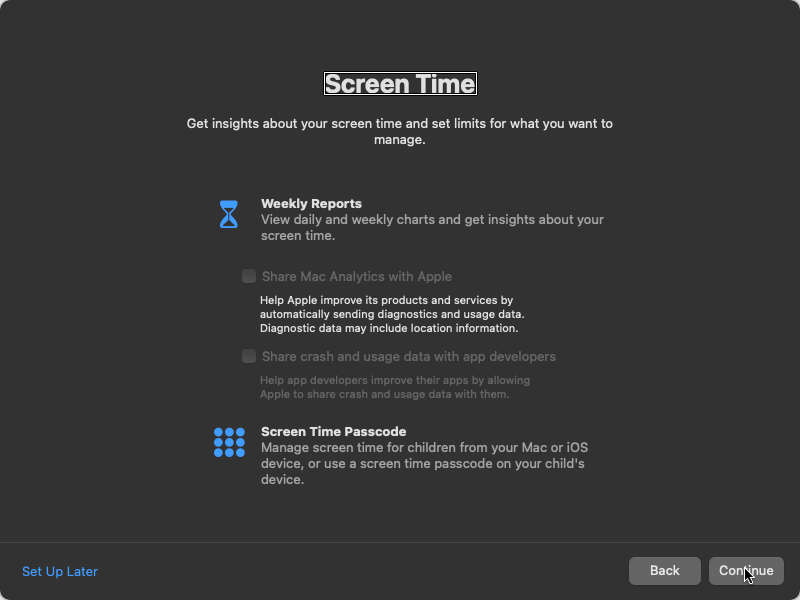 Screen Time
Get insights about your screen time and set limits for what you want to
manage.
Weekly Reports
View daily and weekly charts and get insights about your
screen time.
Share Mac Analytics with Apple
Help Apple improve its products and services by
automatically sending diagnostics and usage data.
Diagnostic data may include location information.
Share crash and usage data with app developers
Help app developers improve their apps by allowing
Apple to share crash and usage data with them.
Screen Time Passcode
Manage screen time for children from your Mac or iOS
device, or use a screen time passcode on your child's
device.
Set Up Later
Back
Continue